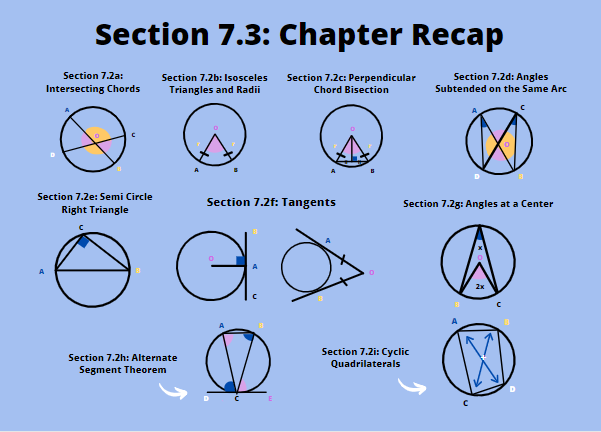 Section 7.3: Chapter Recap
Section 7.2a:
Intersecting Chords
Section 7.2b: Isosceles
Triangles and Radii
Section 7.2c: Perpendicular
Chord Bisection
Section 7.2d: Angles
Subtended on the Same Arc
A
O
C
D
B
O
A
B
O
A
B
A
C
O
D
B
Section 7.2e: Semi Circle
Right Triangle
Section 7.2f: Tangents
Section 7.2g: Angles at a Center
C
A
B
B
O
A
C
A
O
B
x
O
2x
B
C
Section 7.2h: Alternate
Segment Theorem
A
B
D
C
E
Section 7.2i: Cyclic
Quadrilaterals
A
B
D
C